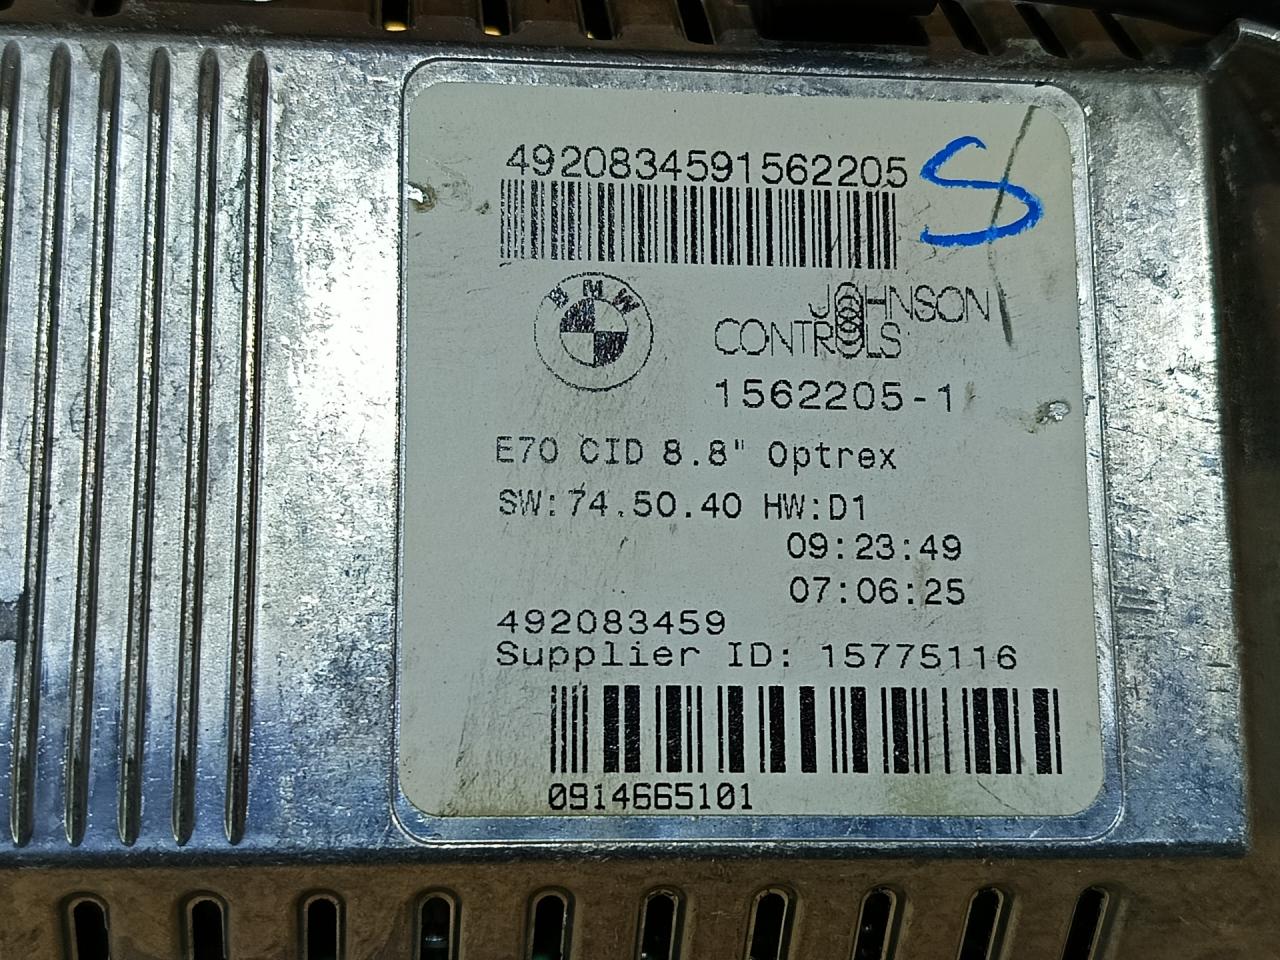 4920834591562205
S
BMW
JOHNSON
CONTROLS
1562205-1
E70 CID 8.8" Optrex
SW:74.50.40 HW:D1
09:23:49
07:06:25
492083459
Supplier ID: 15775116
0914665101